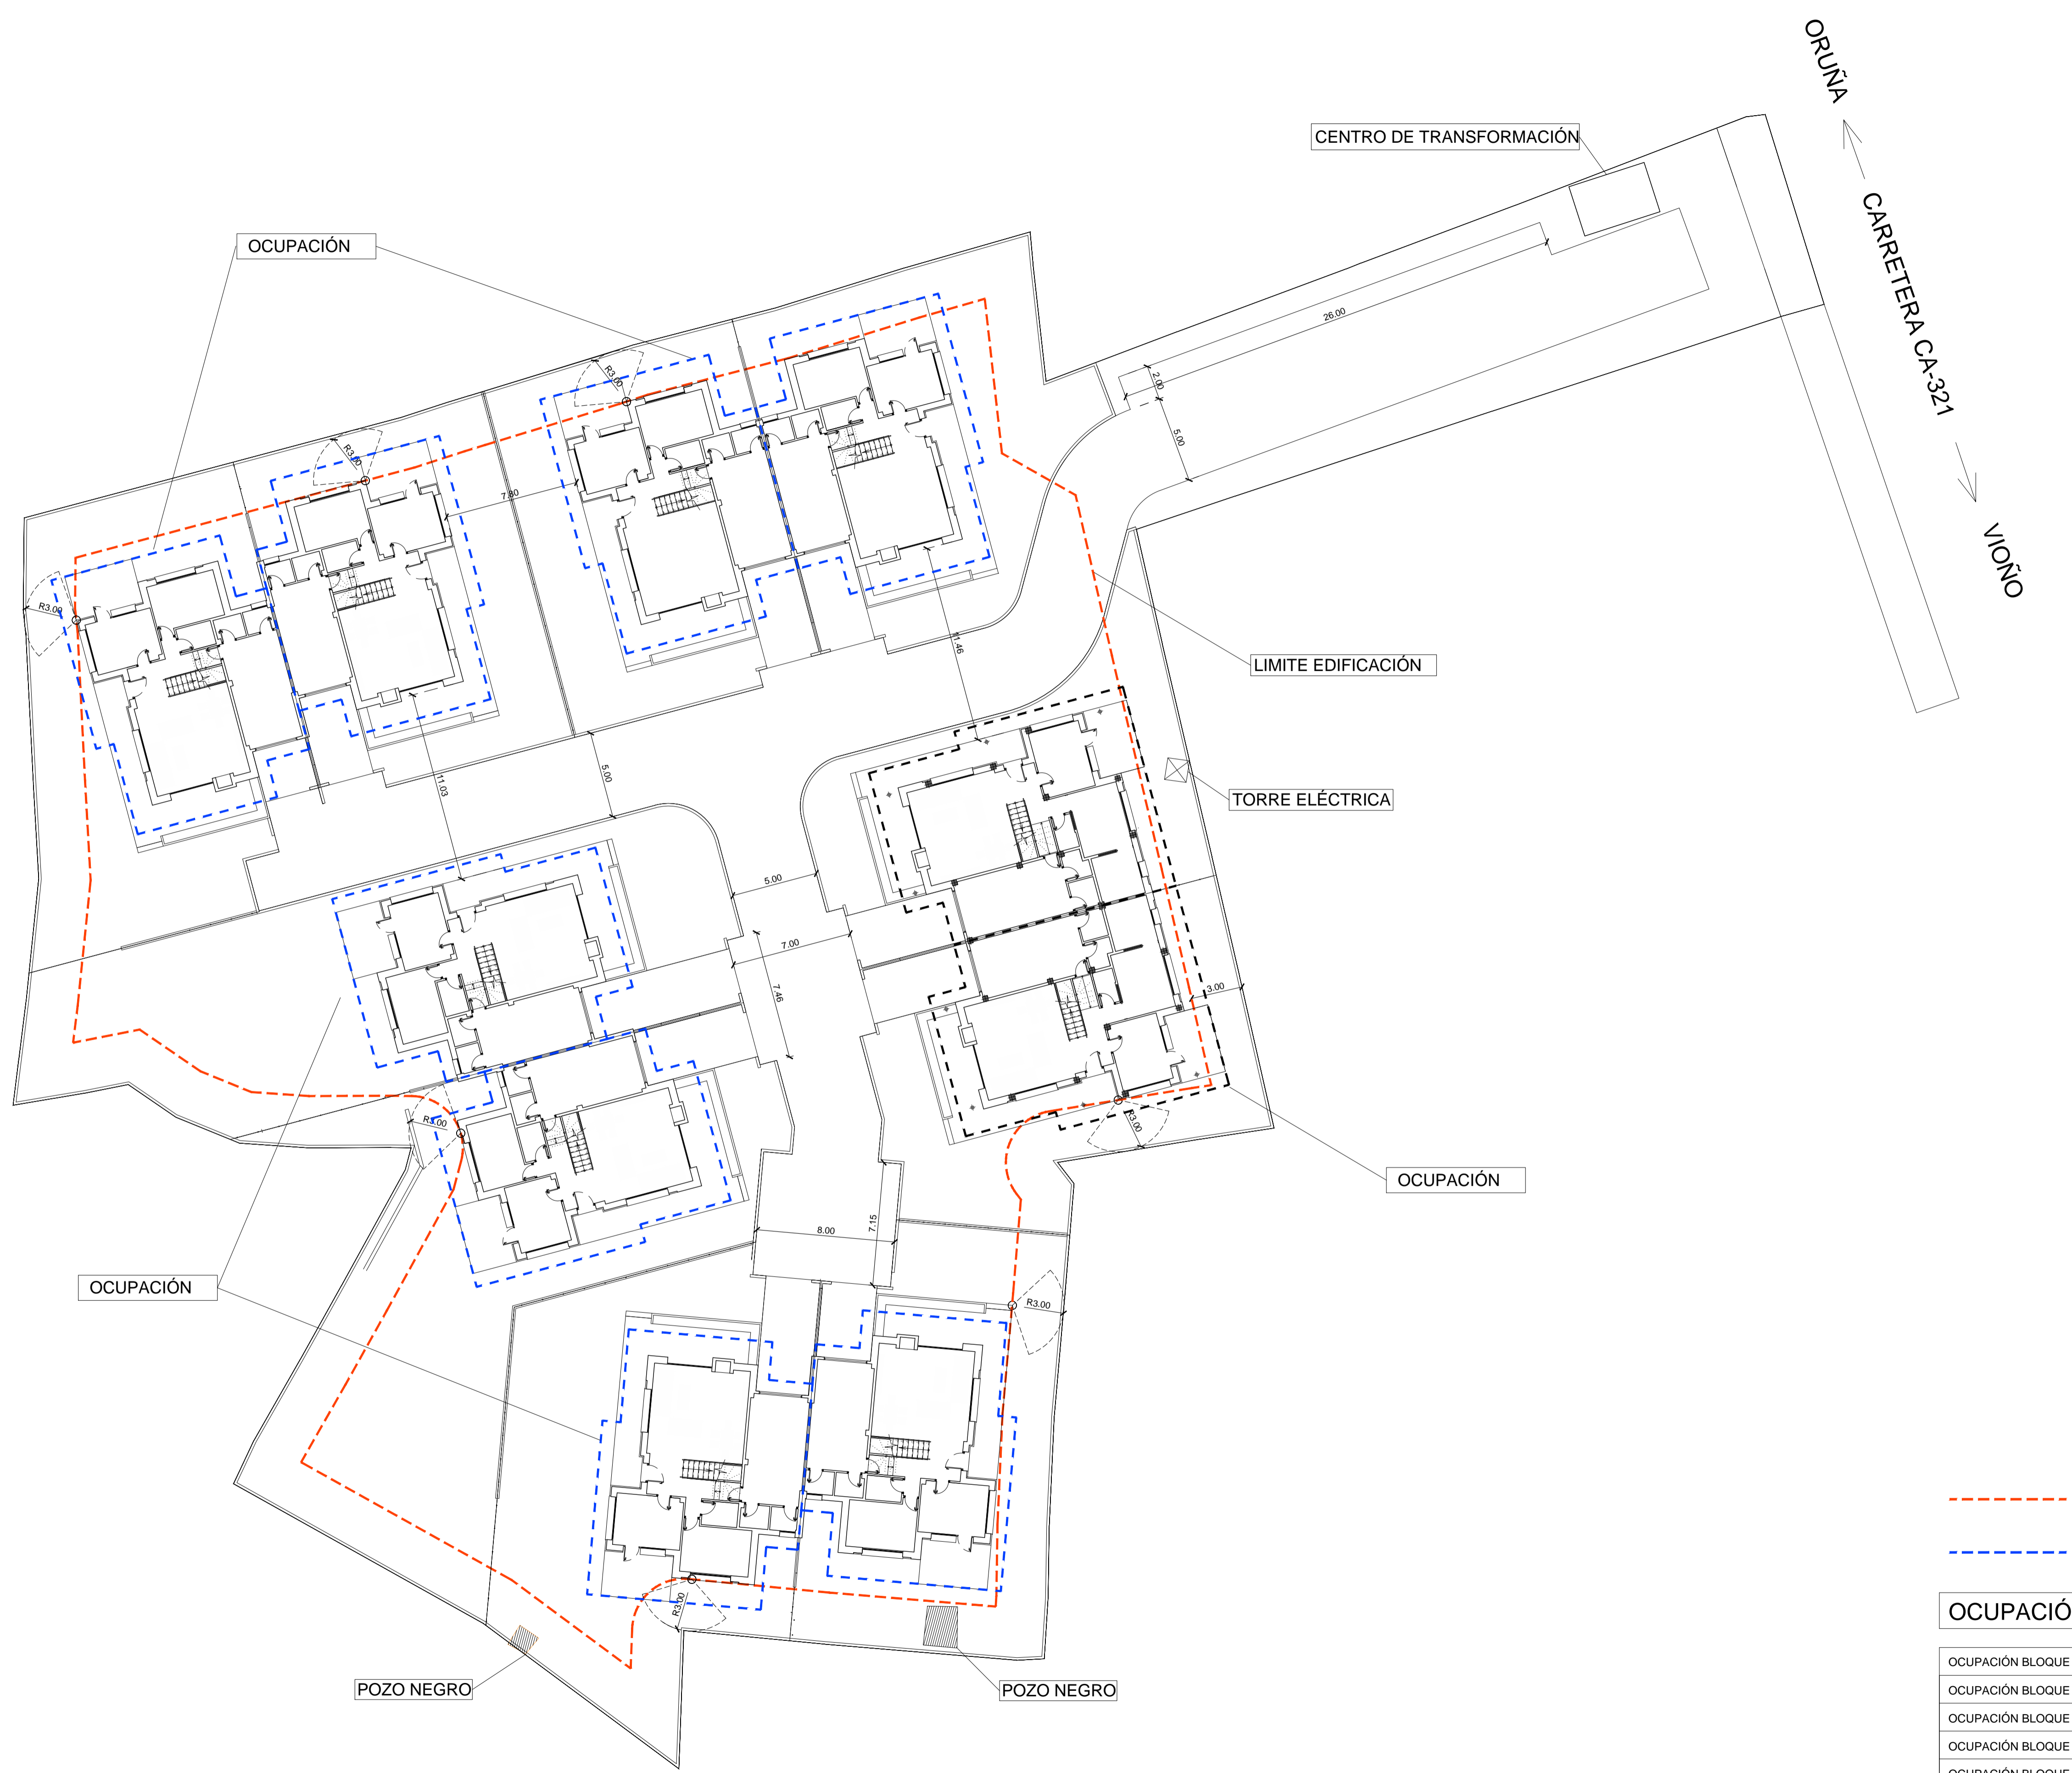 ORUÑA
CENTRO DE TRANSFORMACIÓN
CARRETERA CA-321
OCUPACIÓN
26.00
R3.00
2.00
R3.00
5.00
7.80
VIOÑO
R3.00
11.46
LIMITE EDIFICACIÓN
11.03
5.00
TORRE ELÉCTRICA
5.00
7.00
7.46
3.00
R3.00
R3.00
OCUPACIÓN
7.15
8.00
OCUPACIÓN
R3.00
R3.00
OCUPACIÓ
OCUPACIÓN BLOQUE
POZO NEGRO
POZO NEGRO
OCUPACIÓN BLOQUE
OCUPACIÓN BLOQUE
OCUPACIÓN BLOQUE